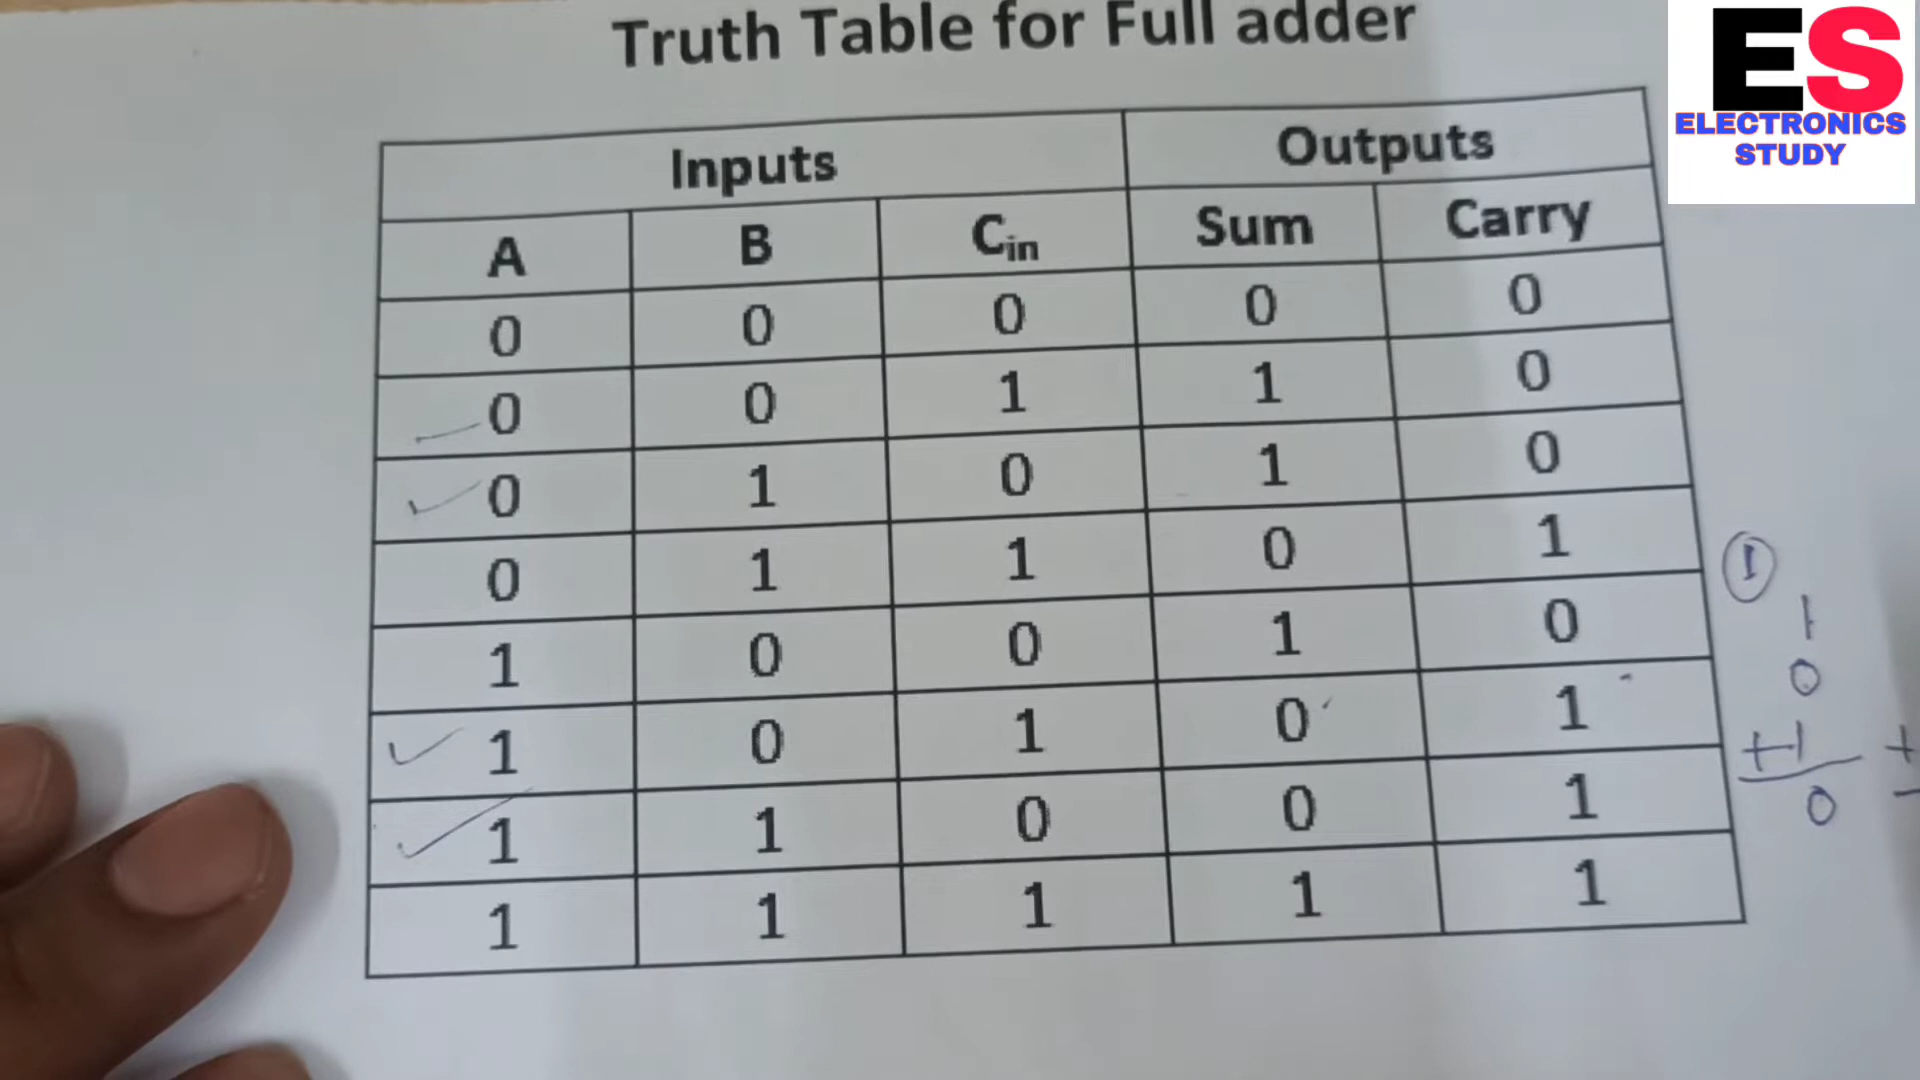 Truth Table for Full adder
ES
ELECTRONICS
STUDY
Inputs Outputs
A B Cin Sum Carry
0 0 0 0 0
0 0 1 1 0
0 1 0 1 0
0 1 1 0 1
1 0 0 1 0
1 0 1 0 1
1 1 0 0 1
1 1 1 1 1
1
1
0
+1
0
+